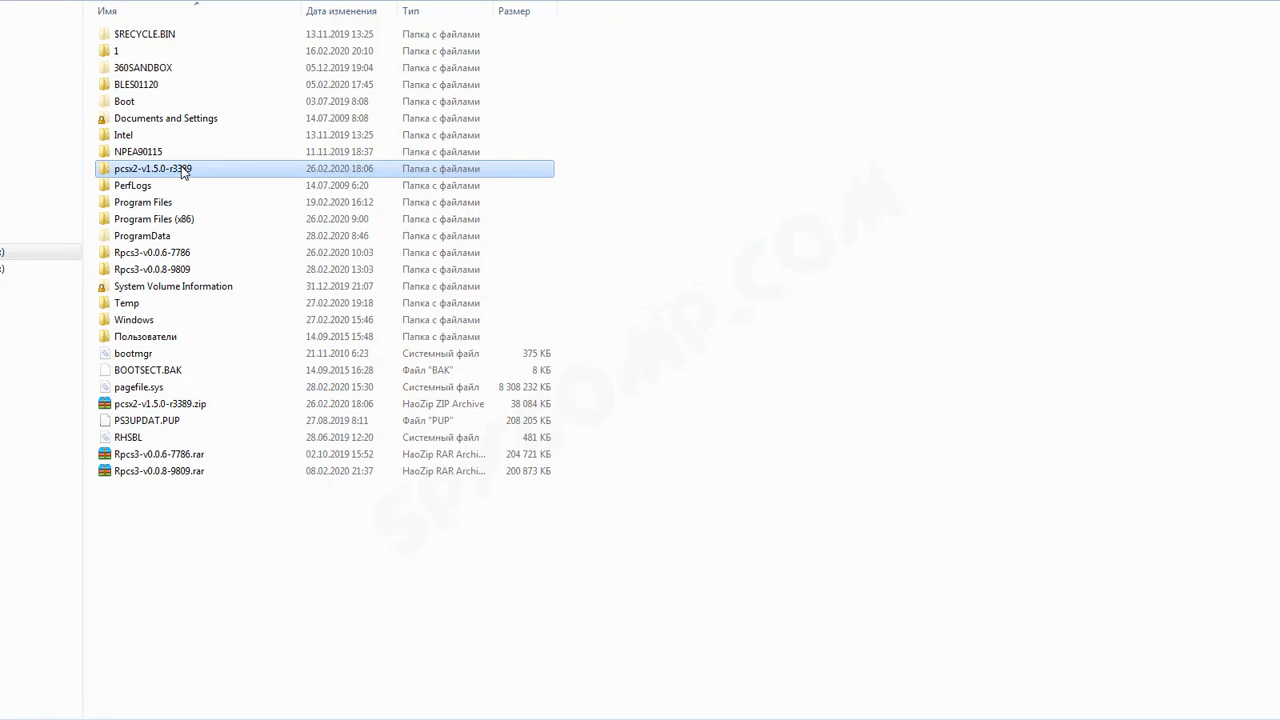 Имя Дата изменения Тип Размер
$RECYCLE.BIN 13.11.2019 13:25 Папка с файлами
1 16.02.2020 20:10 Папка с файлами
360SANDBOX 05.12.2019 19:04 Папка с файлами
BLES01120 05.02.2020 17:45 Папка с файлами
Boot 03.07.2019 8:08 Папка с файлами
Documents and Settings 14.07.2009 8:08 Папка с файлами
Intel 13.11.2019 13:25 Папка с файлами
NPEA90115 11.11.2019 18:37 Папка с файлами
pcsx2-v1.5.0-r3389 26.02.2020 18:06 Папка с файлами
PerfLogs 14.07.2009 6:20 Папка с файлами
Program Files 19.02.2020 16:12 Папка с файлами
Program Files (x86) 26.02.2020 9:00 Папка с файлами
ProgramData 28.02.2020 8:46 Папка с файлами
:) Rpcs3-v0.0.6-7786 26.02.2020 10:03 Папка с файлами
:) Rpcs3-v0.0.8-9809 28.02.2020 13:03 Папка с файлами
System Volume Information 31.12.2019 21:07 Папка с файлами
Temp 27.02.2020 19:18 Папка с файлами
Windows 27.02.2020 15:46 Папка с файлами
Пользователи 14.09.2015 15:48 Папка с файлами
bootmgr 21.11.2010 6:23 Системный файл 375 КБ
BOOTSECT.BAK 14.09.2015 16:28 Файл "BAK" 8 КБ
pagefile.sys 28.02.2020 15:30 Системный файл 8 308 232 КБ
pcsx2-v1.5.0-r3389.zip 26.02.2020 18:06 HaoZip ZIP Archive 38 084 КБ
PS3UPDAT.PUP 27.08.2019 8:11 Файл "PUP" 208 205 КБ
RHSBL 28.06.2019 12:20 Системный файл 481 КБ
Rpcs3-v0.0.6-7786.rar 02.10.2019 15:52 HaoZip RAR Archi... 204 721 КБ
Rpcs3-v0.0.8-9809.rar 08.02.2020 21:37 HaoZip RAR Archi... 200 873 КБ